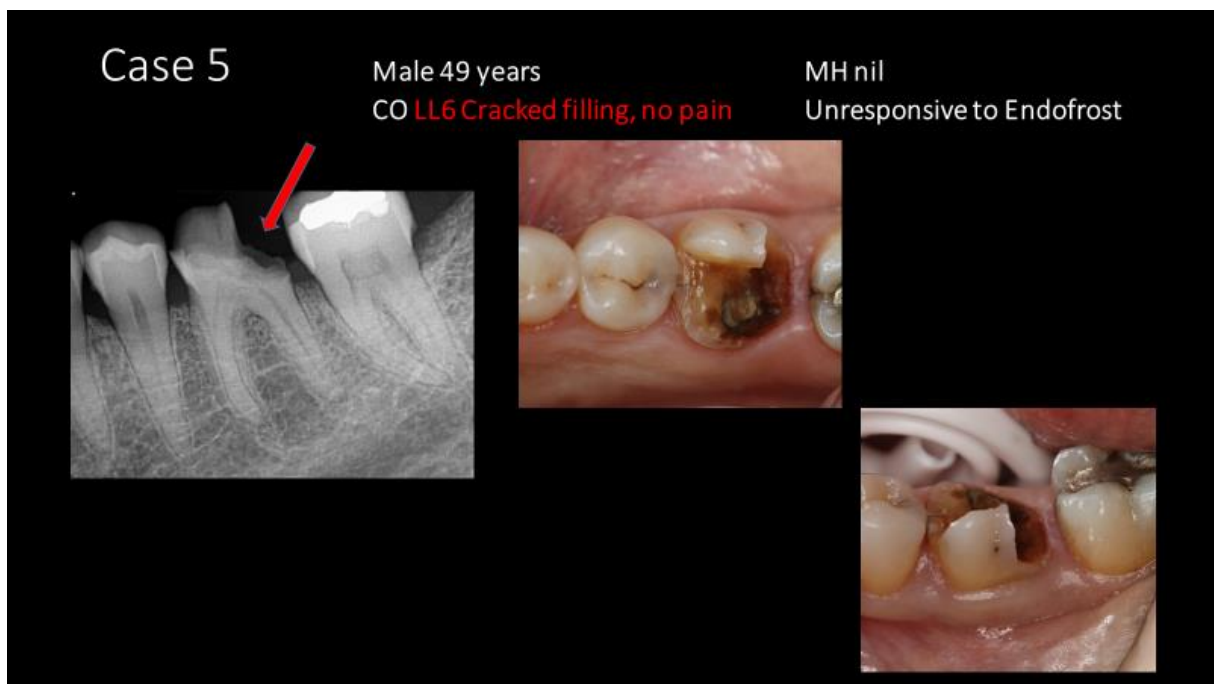 Case 5
Male 49 years
CO LL6 Cracked filling, no pain
MH nil
Unresponsive to Endofrost